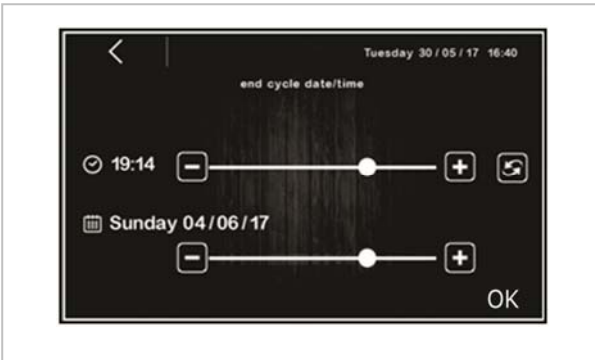 Tuesday 30 / 05 / 17 16:40
end cycle date/time
19:14
Sunday 04 / 06 / 17
OK